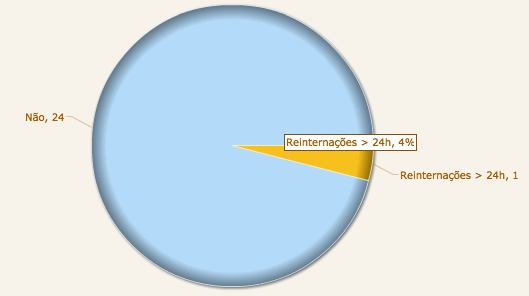 Não, 24
Reinternações > 24h, 4%
Reinternações > 24h, 1